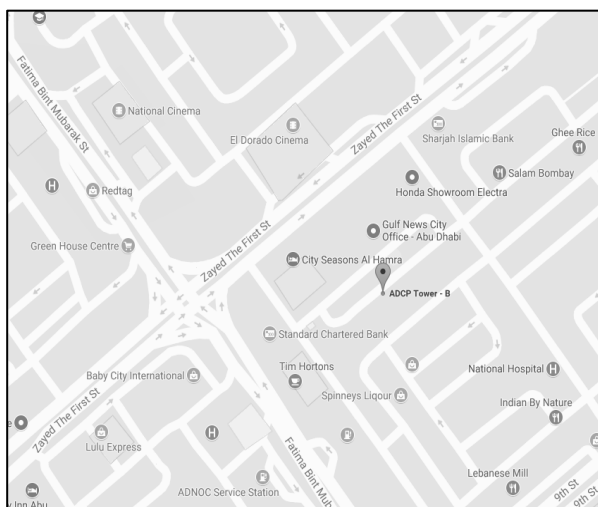 Fatima Bint Mubarak St
National Cinema
El Dorado Cinema
Zayed The First St
Sharjah Islamic Bank
Ghee Rice
Salam Bombay
Honda Showroom Electra
H
Redtag
Gulf News City
Office - Abu Dhabi
Green House Centre
Zayed The First St
City Seasons Al Hamra
ADCP Tower - B
Standard Chartered Bank
Tim Hortons
National Hospital
H
Baby City International
Spinneys Liqour
Indian By Nature
Zayed The First St
e
Lulu Express
H
Fatima Bint Mub
ADNOC Service Station
Lebanese Mill
9th St
9th St
y Inn Abu